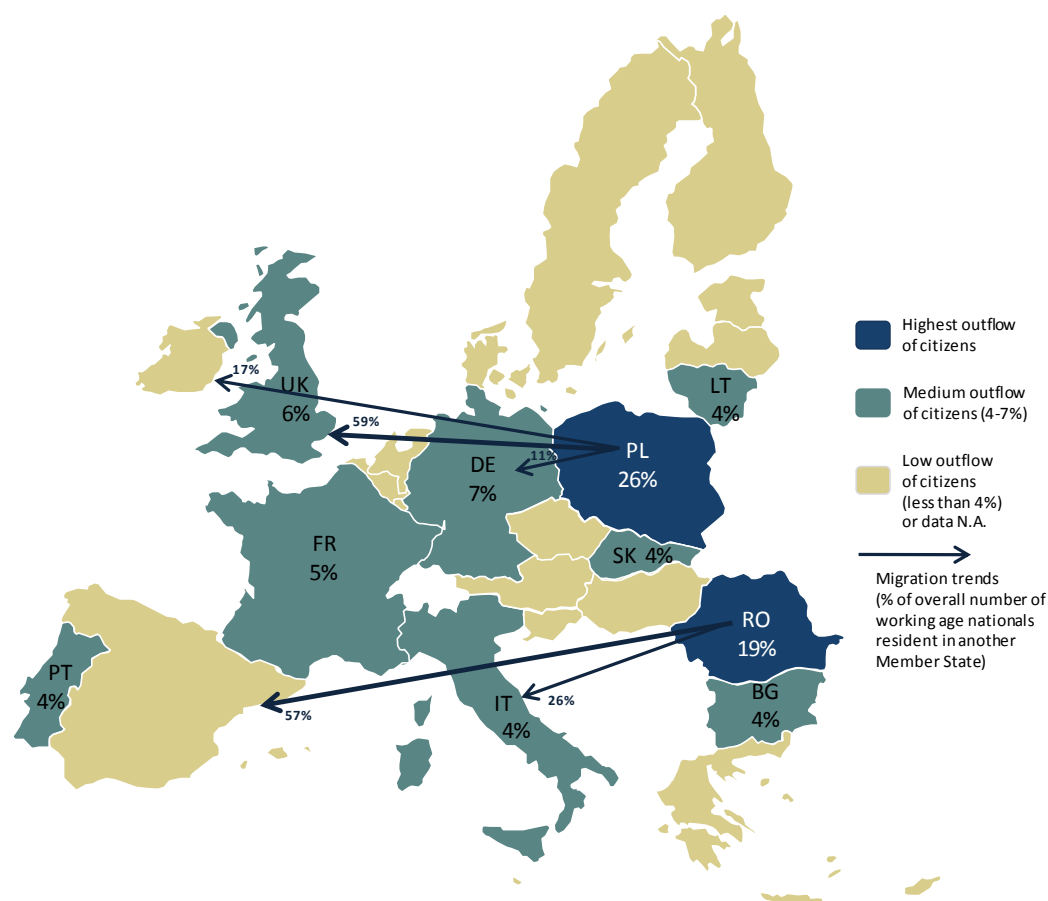 Highest outflow
of citizens
LT
4%
Medium outflow
of citizens (4-7%)
17%
UK
6%
59%
PL
26%
11%
DE
7%
Low outflow
of citizens
(less than 4%)
or data N.A.
FR
5%
SK 4%
Migration trends
(% of overall number of
working age nationals
resident in another
Member State)
RO
19%
PT
4%
BG
4%
IT
4%
26%
57%